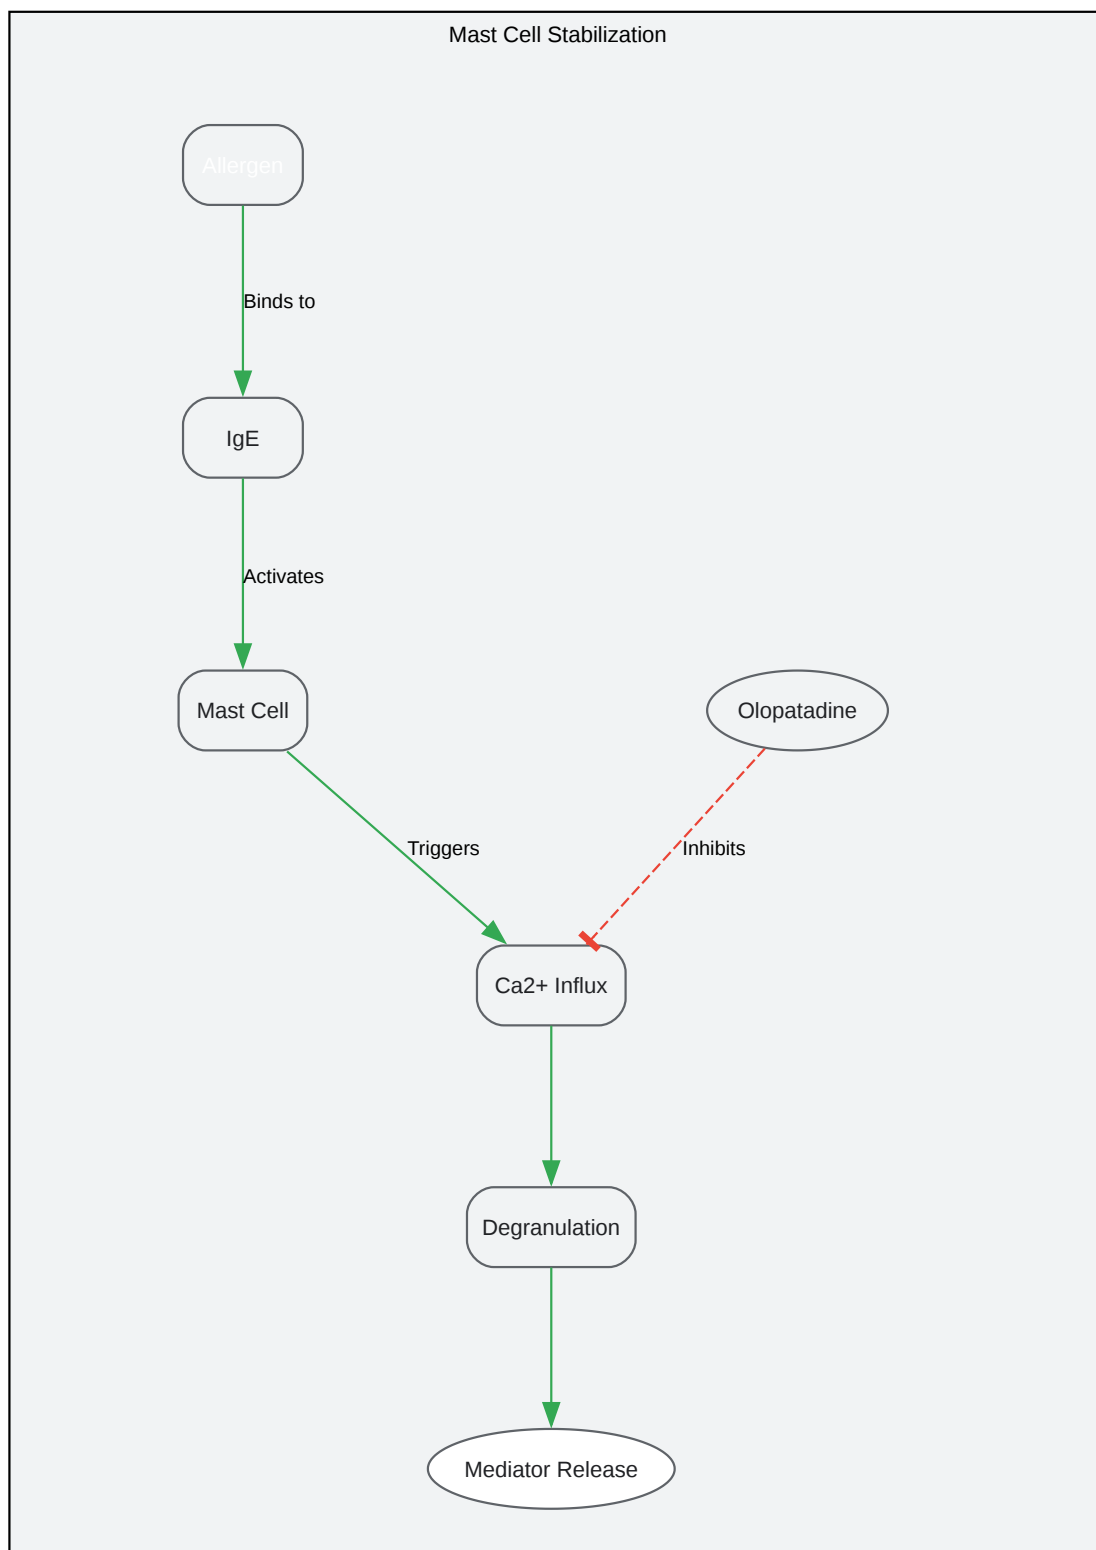 Mast Cell Stabilization
Allergen
Binds to
IgE
Activates
Mast Cell
Olopatadine
Triggers
Inhibits
Ca2+ Influx
Degranulation
Mediator Release